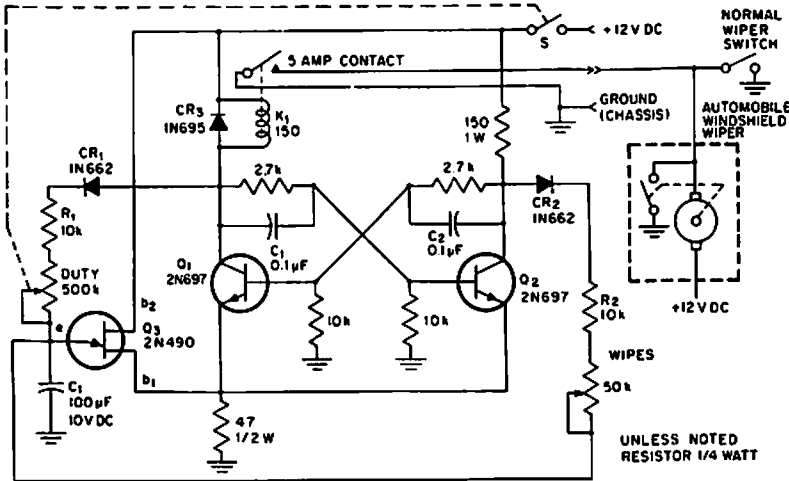 NORMAL
WIPER
SWITCH
S
+12V DC
5 AMP CONTACT
GROUND
(CHASSIS)
AUTOMOBILE
WINDSHIELD
WIPER
CR3
1N695
K1
150
150
1W
CR1
1N662
2.7k
2.7k
CR2
1N662
R1
10k
C1
0.1µF
C2
0.1µF
DUTY
500k
b2
Q1
2N697
Q2
2N697
R2
10k
+12V DC
e
Q3
2N490
10k
10k
WIPES
50k
b1
C1
100µF
10V DC
47
1/2 W
UNLESS NOTED
RESISTOR 1/4 WATT